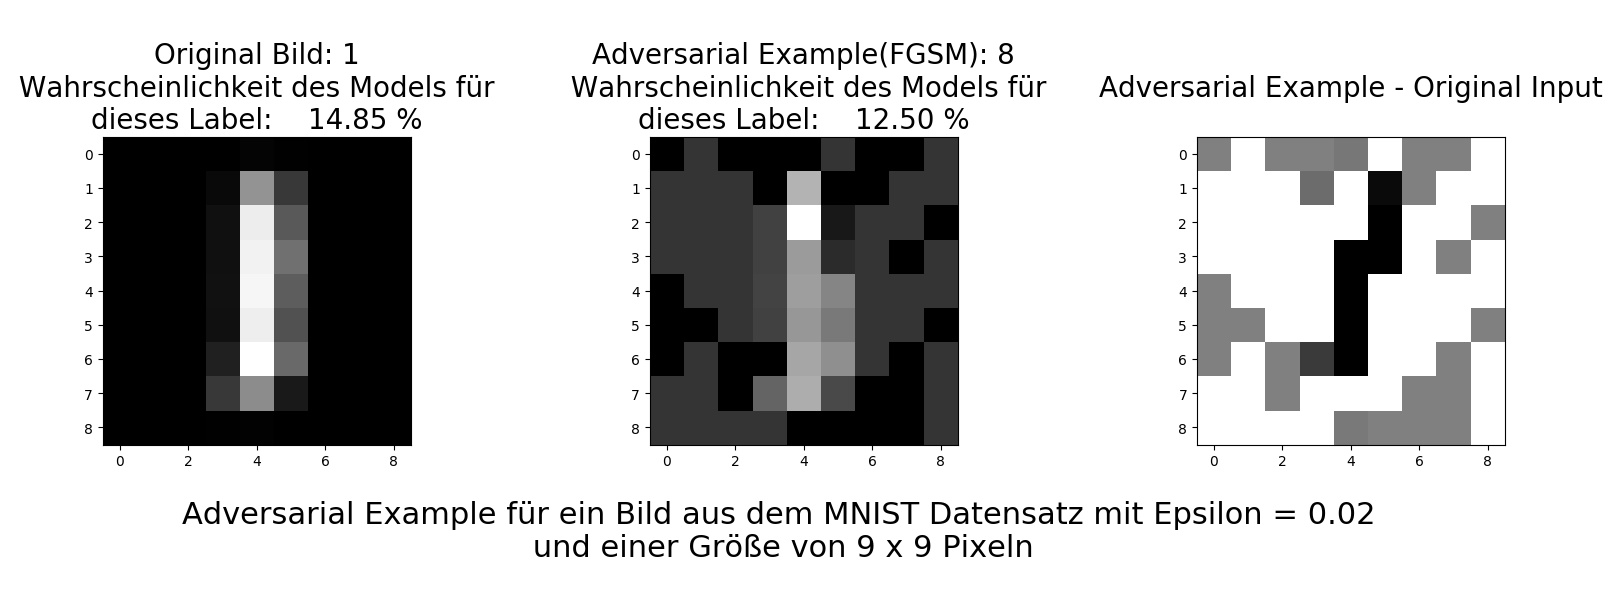 Original Bild: 1
Wahrscheinlichkeit des Models für
dieses Label: 14.85 %
Adversarial Example(FGSM): 8
Wahrscheinlichkeit des Models für
dieses Label: 12.50 %
Adversarial Example - Original Input
0
1
2
3
4
5
6
7
8
0 2 4 6 8
0
1
2
3
4
5
6
7
8
0 2 4 6 8
0
1
2
3
4
5
6
7
8
0 2 4 6 8
Adversarial Example für ein Bild aus dem MNIST Datensatz mit Epsilon = 0.02
und einer Größe von 9 x 9 Pixeln